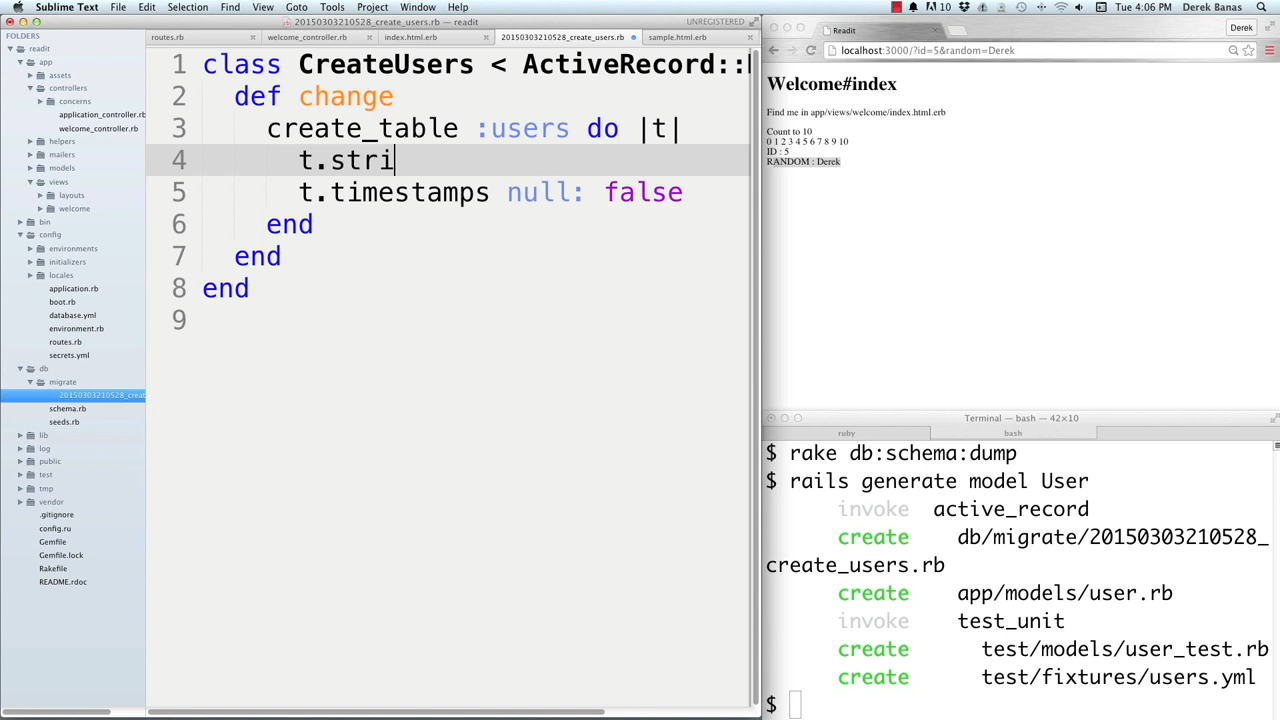 Sublime Text File Edit Selection Find View Goto Tools Project Window Help
10 Tue 4:06 PM Derek Banas
20150303210528_create_users.rb — readit
UNREGISTERED
FOLDERS
readit
app
assets
controllers
concerns
application_controller.rb
welcome_controller.rb
helpers
mailers
models
views
layouts
welcome
bin
config
environments
initializers
locales
application.rb
boot.rb
database.yml
environment.rb
routes.rb
secrets.yml
db
migrate
20150303210528_creat
schema.rb
seeds.rb
lib
log
public
test
tmp
vendor
.gitignore
config.ru
Gemfile
Gemfile.lock
Rakefile
README.rdoc
routes.rb welcome_controller.rb index.html.erb 20150303210528_create_users.rb sample.html.erb
1 class CreateUsers < ActiveRecord::
2 def change
3 create_table :users do |t|
4 t.stri
5 t.timestamps null: false
6 end
7 end
8 end
9
Readit
Derek
localhost:3000/?id=5&random=Derek
Welcome#index
Find me in app/views/welcome/index.html.erb
Count to 10
0 1 2 3 4 5 6 7 8 9 10
ID : 5
RANDOM : Derek
Terminal — bash — 42×10
ruby bash
$ rake db:schema:dump
$ rails generate model User
invoke active_record
create db/migrate/20150303210528_
create_users.rb
create app/models/user.rb
invoke test_unit
create test/models/user_test.rb
create test/fixtures/users.yml
$